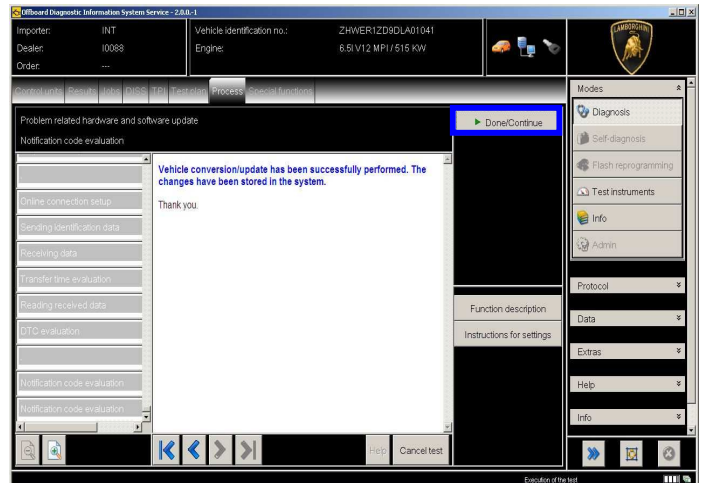 Offboard Diagnostic Information System Service - 2.0.0.-1
Importer: INT
Dealer: I0088
Order: ---
Vehicle identification no.: ZHWER1ZD9DLA01041
Engine: 6.5l V12 MPI / 515 KW
LAMBORGHINI
Control units Results Jobs DISS TPI Test plan Process Special functions
Problem related hardware and software update
Notification code evaluation
Done/Continue
Online connection setup
Sending identification data
Receiving data
Transfer time evaluation
Reading received data
DTC evaluation
Notification code evaluation
Notification code evaluation
Vehicle conversion/update has been successfully performed. The
changes have been stored in the system.
Thank you.
Function description
Instructions for settings
Help
Cancel test
Modes
Diagnosis
Self-diagnosis
Flash reprogramming
Test instruments
Info
Admin
Protocol
Data
Extras
Help
Info
Execution of the test